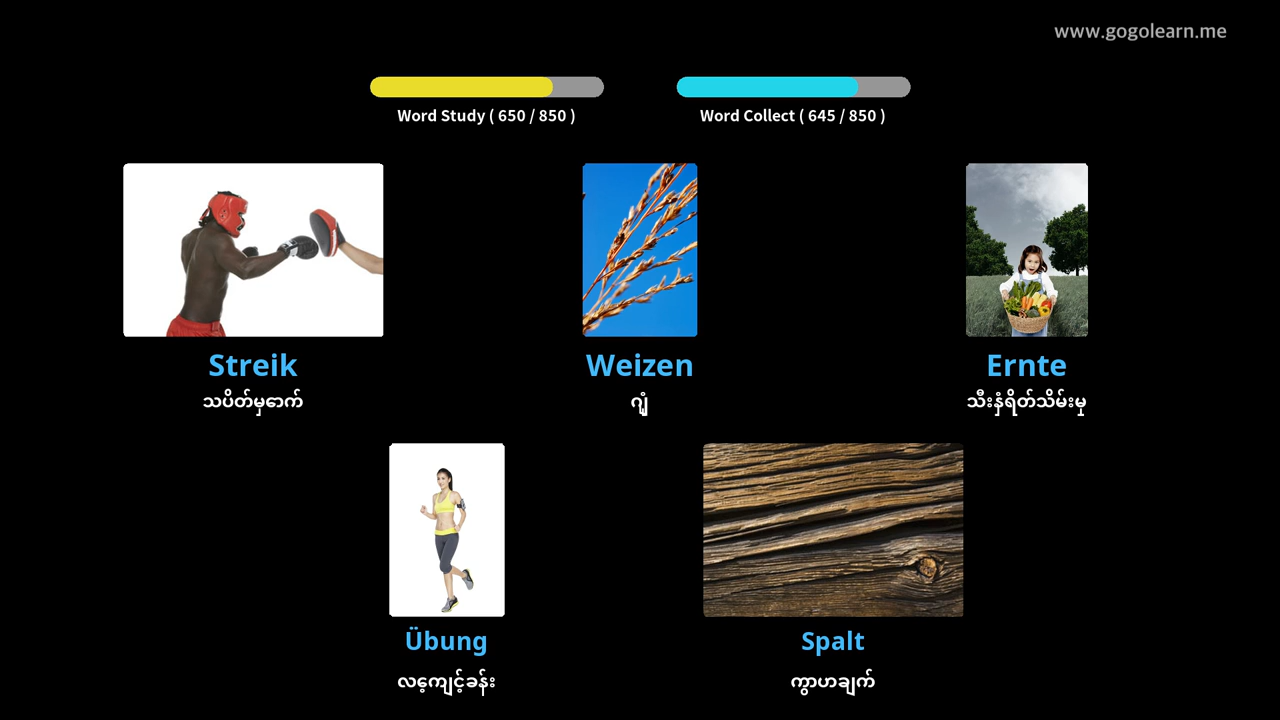 www.gogolearn.me
Word Study ( 650 / 850 )
Word Collect ( 645 / 850 )
Streik
Weizen
Ernte
သပိတ်မှောက်
ဂျုံ
သီးနှံရိတ်သိမ်းမှု
Übung
Spalt
လေ့ကျင့်ခန်း
ကွာဟချက်